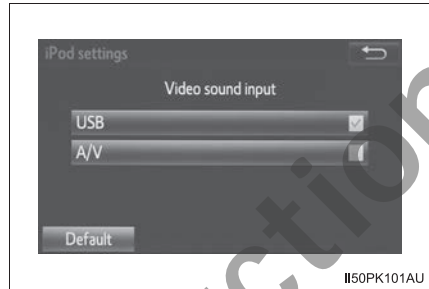 iPod settings
Video sound input
USB
A/V
Default
II50PK101AU